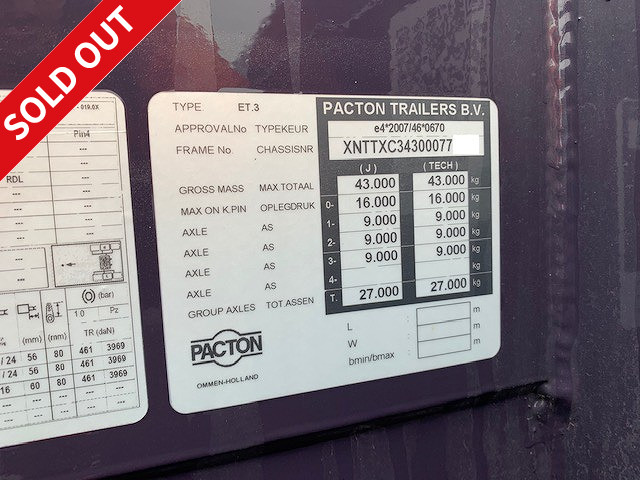 SOLD OUT
- 019.0X
Pin4
---
RDL
(bar)
1.0 Pz
(mm) (mm) TR (daN)
/ 24 56 80 461 3969
/ 24 56 80 461 3969
16 60 80 461 3969
TYPE ET.3 PACTON TRAILERS B.V.
APPROVALNo TYPEKEUR e4*2007/46*0670
FRAME No. CHASSISNR XNTTXC34300077
( J ) ( TECH )
GROSS MASS MAX.TOTAAL 43.000 43.000 kg
MAX ON K.PIN OPLEGDRUK 0- 16.000 16.000 kg
AXLE AS 1- 9.000 9.000 kg
AXLE AS 2- 9.000 9.000 kg
AXLE AS 3- 9.000 9.000 kg
AXLE AS 4- kg
GROUP AXLES TOT.ASSEN T. 27.000 27.000 kg
L m
W m
bmin/bmax m
PACTON
OMMEN-HOLLAND